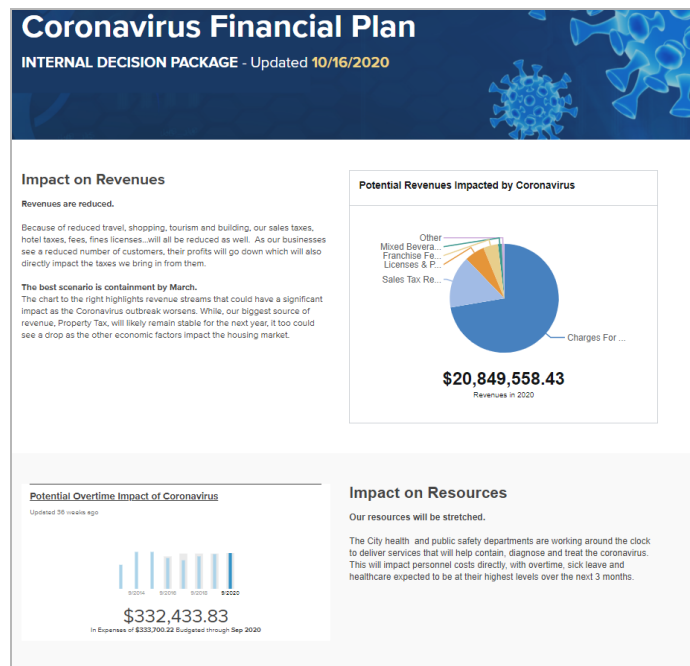 Coronavirus Financial Plan
INTERNAL DECISION PACKAGE - Updated 10/16/2020
Impact on Revenues
Revenues are reduced.
Because of reduced travel, shopping, tourism and building, our sales taxes,
hotel taxes, fees, fines licenses...will all be reduced as well. As our businesses
see a reduced number of customers, their profits will go down which will also
directly impact the taxes we bring in from them.
The best scenario is containment by March.
The chart to the right highlights revenue streams that could have a significant
impact as the Coronavirus outbreak worsens. While, our biggest source of
revenue, Property Tax, will likely remain stable for the next year, it too could
see a drop as the other economic factors impact the housing market.
Potential Revenues Impacted by Coronavirus
Other
Mixed Bevera...
Franchise Fe...
Licenses & P...
Sales Tax Re...
Charges For ...
$20,849,558.43
Revenues in 2020
Potential Overtime Impact of Coronavirus
Updated 36 weeks ago
9/2014 9/2016 9/2018 9/2020
$332,433.83
In Expenses of $333,700.22 Budgeted through Sep 2020
Impact on Resources
Our resources will be stretched.
The City health and public safety departments are working around the clock
to deliver services that will help contain, diagnose and treat the coronavirus.
This will impact personnel costs directly, with overtime, sick leave and
healthcare expected to be at their highest levels over the next 3 months.